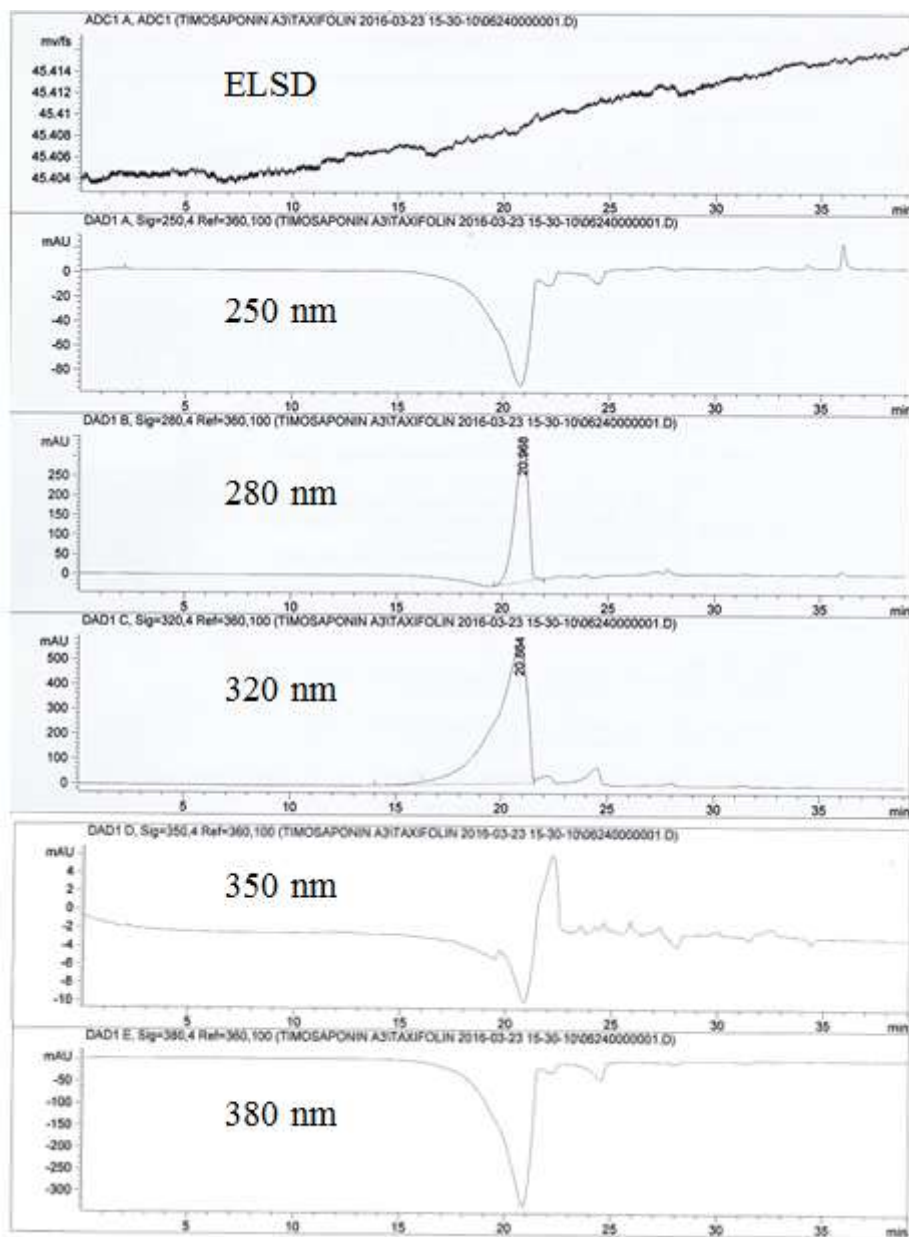 ADC1 A, ADC1 (TIMOSAPONIN A3\TAXIFOLIN 2016-03-23 15-30-10\06240000001.D)
mv/fs
45.414
45.412
45.41
45.408
45.406
45.404
ELSD
5 10 15 20 25 30 35 min
DAD1 A, Sig=250,4 Ref=360,100 (TIMOSAPONIN A3\TAXIFOLIN 2016-03-23 15-30-10\06240000001.D)
mAU
0
-20
-40
-60
-80
250 nm
5 10 15 20 25 30 35 min
DAD1 B, Sig=280,4 Ref=360,100 (TIMOSAPONIN A3\TAXIFOLIN 2016-03-23 15-30-10\06240000001.D)
mAU
250
200
150
100
50
0
280 nm
20.968
5 10 15 20 25 30 35 min
DAD1 C, Sig=320,4 Ref=360,100 (TIMOSAPONIN A3\TAXIFOLIN 2016-03-23 15-30-10\06240000001.D)
mAU
500
400
300
200
100
0
320 nm
20.864
5 10 15 20 25 30 35 min
DAD1 D, Sig=350,4 Ref=360,100 (TIMOSAPONIN A3\TAXIFOLIN 2016-03-23 15-30-10\06240000001.D)
mAU
4
2
0
-2
-4
-6
-8
-10
350 nm
5 10 15 20 25 30 35 min
DAD1 E, Sig=380,4 Ref=360,100 (TIMOSAPONIN A3\TAXIFOLIN 2016-03-23 15-30-10\06240000001.D)
mAU
-50
-100
-150
-200
-250
-300
380 nm
5 10 15 20 25 30 35 min